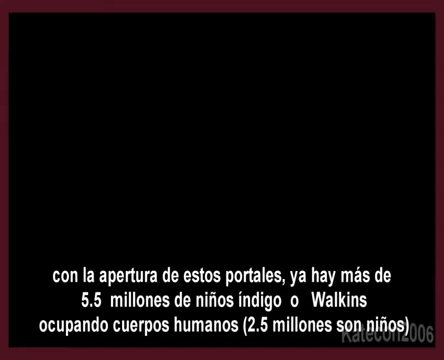 con la apertura de estos portales, ya hay más de
5.5 millones de niños índigo o Walkins
ocupando cuerpos humanos (2.5 millones son niños)
Katecon2006